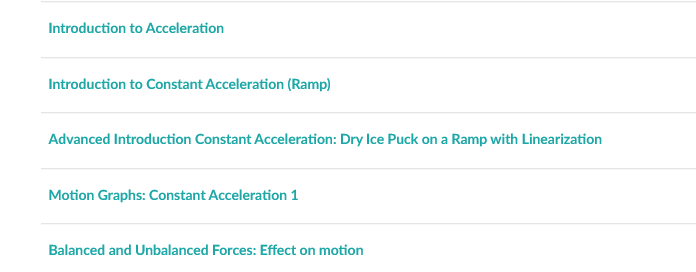 Introduction to Acceleration
Introduction to Constant Acceleration (Ramp)
Advanced Introduction Constant Acceleration: Dry Ice Puck on a Ramp with Linearization
Motion Graphs: Constant Acceleration 1
Balanced and Unbalanced Forces: Effect on motion